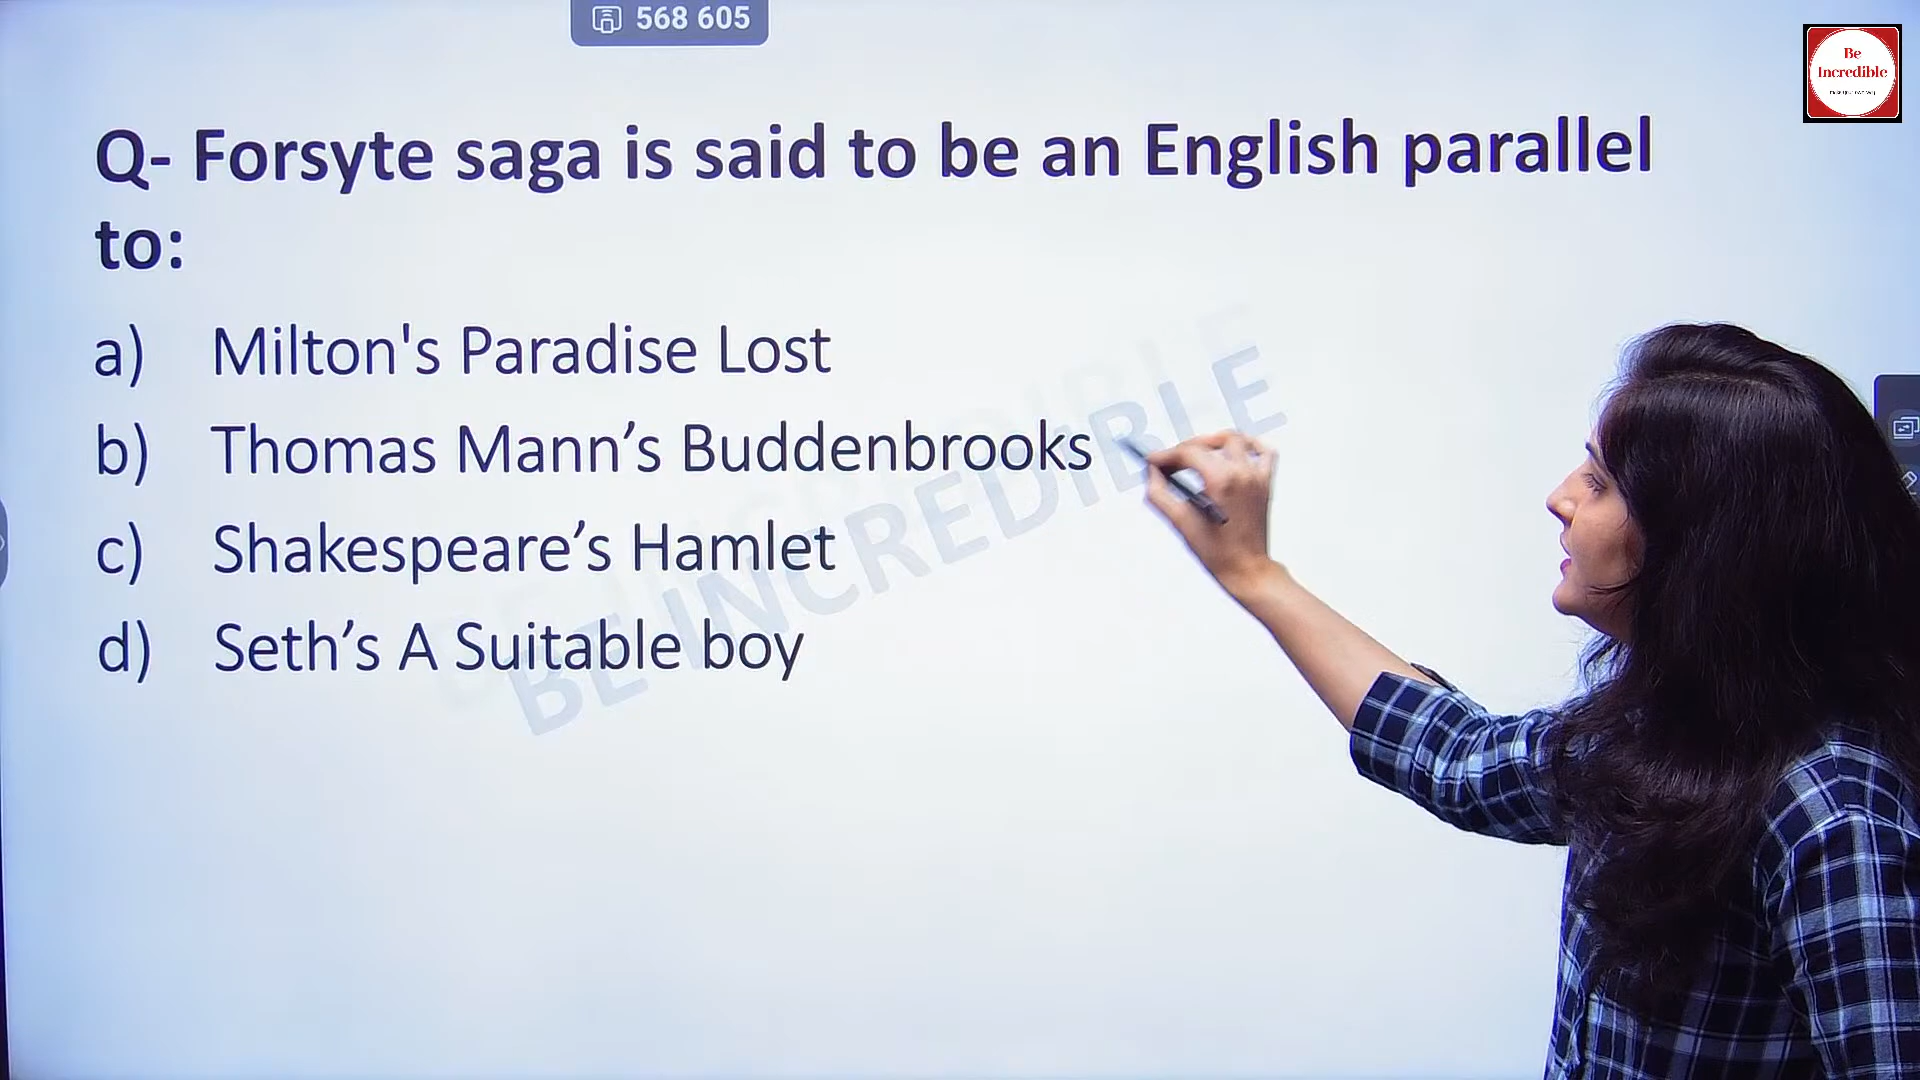 568 605
Be
Incredible
Q- Forsyte saga is said to be an English parallel
to:
a) Milton's Paradise Lost
b) Thomas Mann’s Buddenbrooks
c) Shakespeare’s Hamlet
d) Seth’s A Suitable boy
BE INCREDIBLE